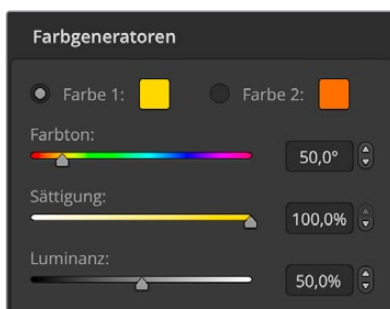 Farbgeneratoren
Farbe 1: Farbe 2:
Farbton:
50,0°
Sättigung:
100,0%
Luminanz:
50,0%